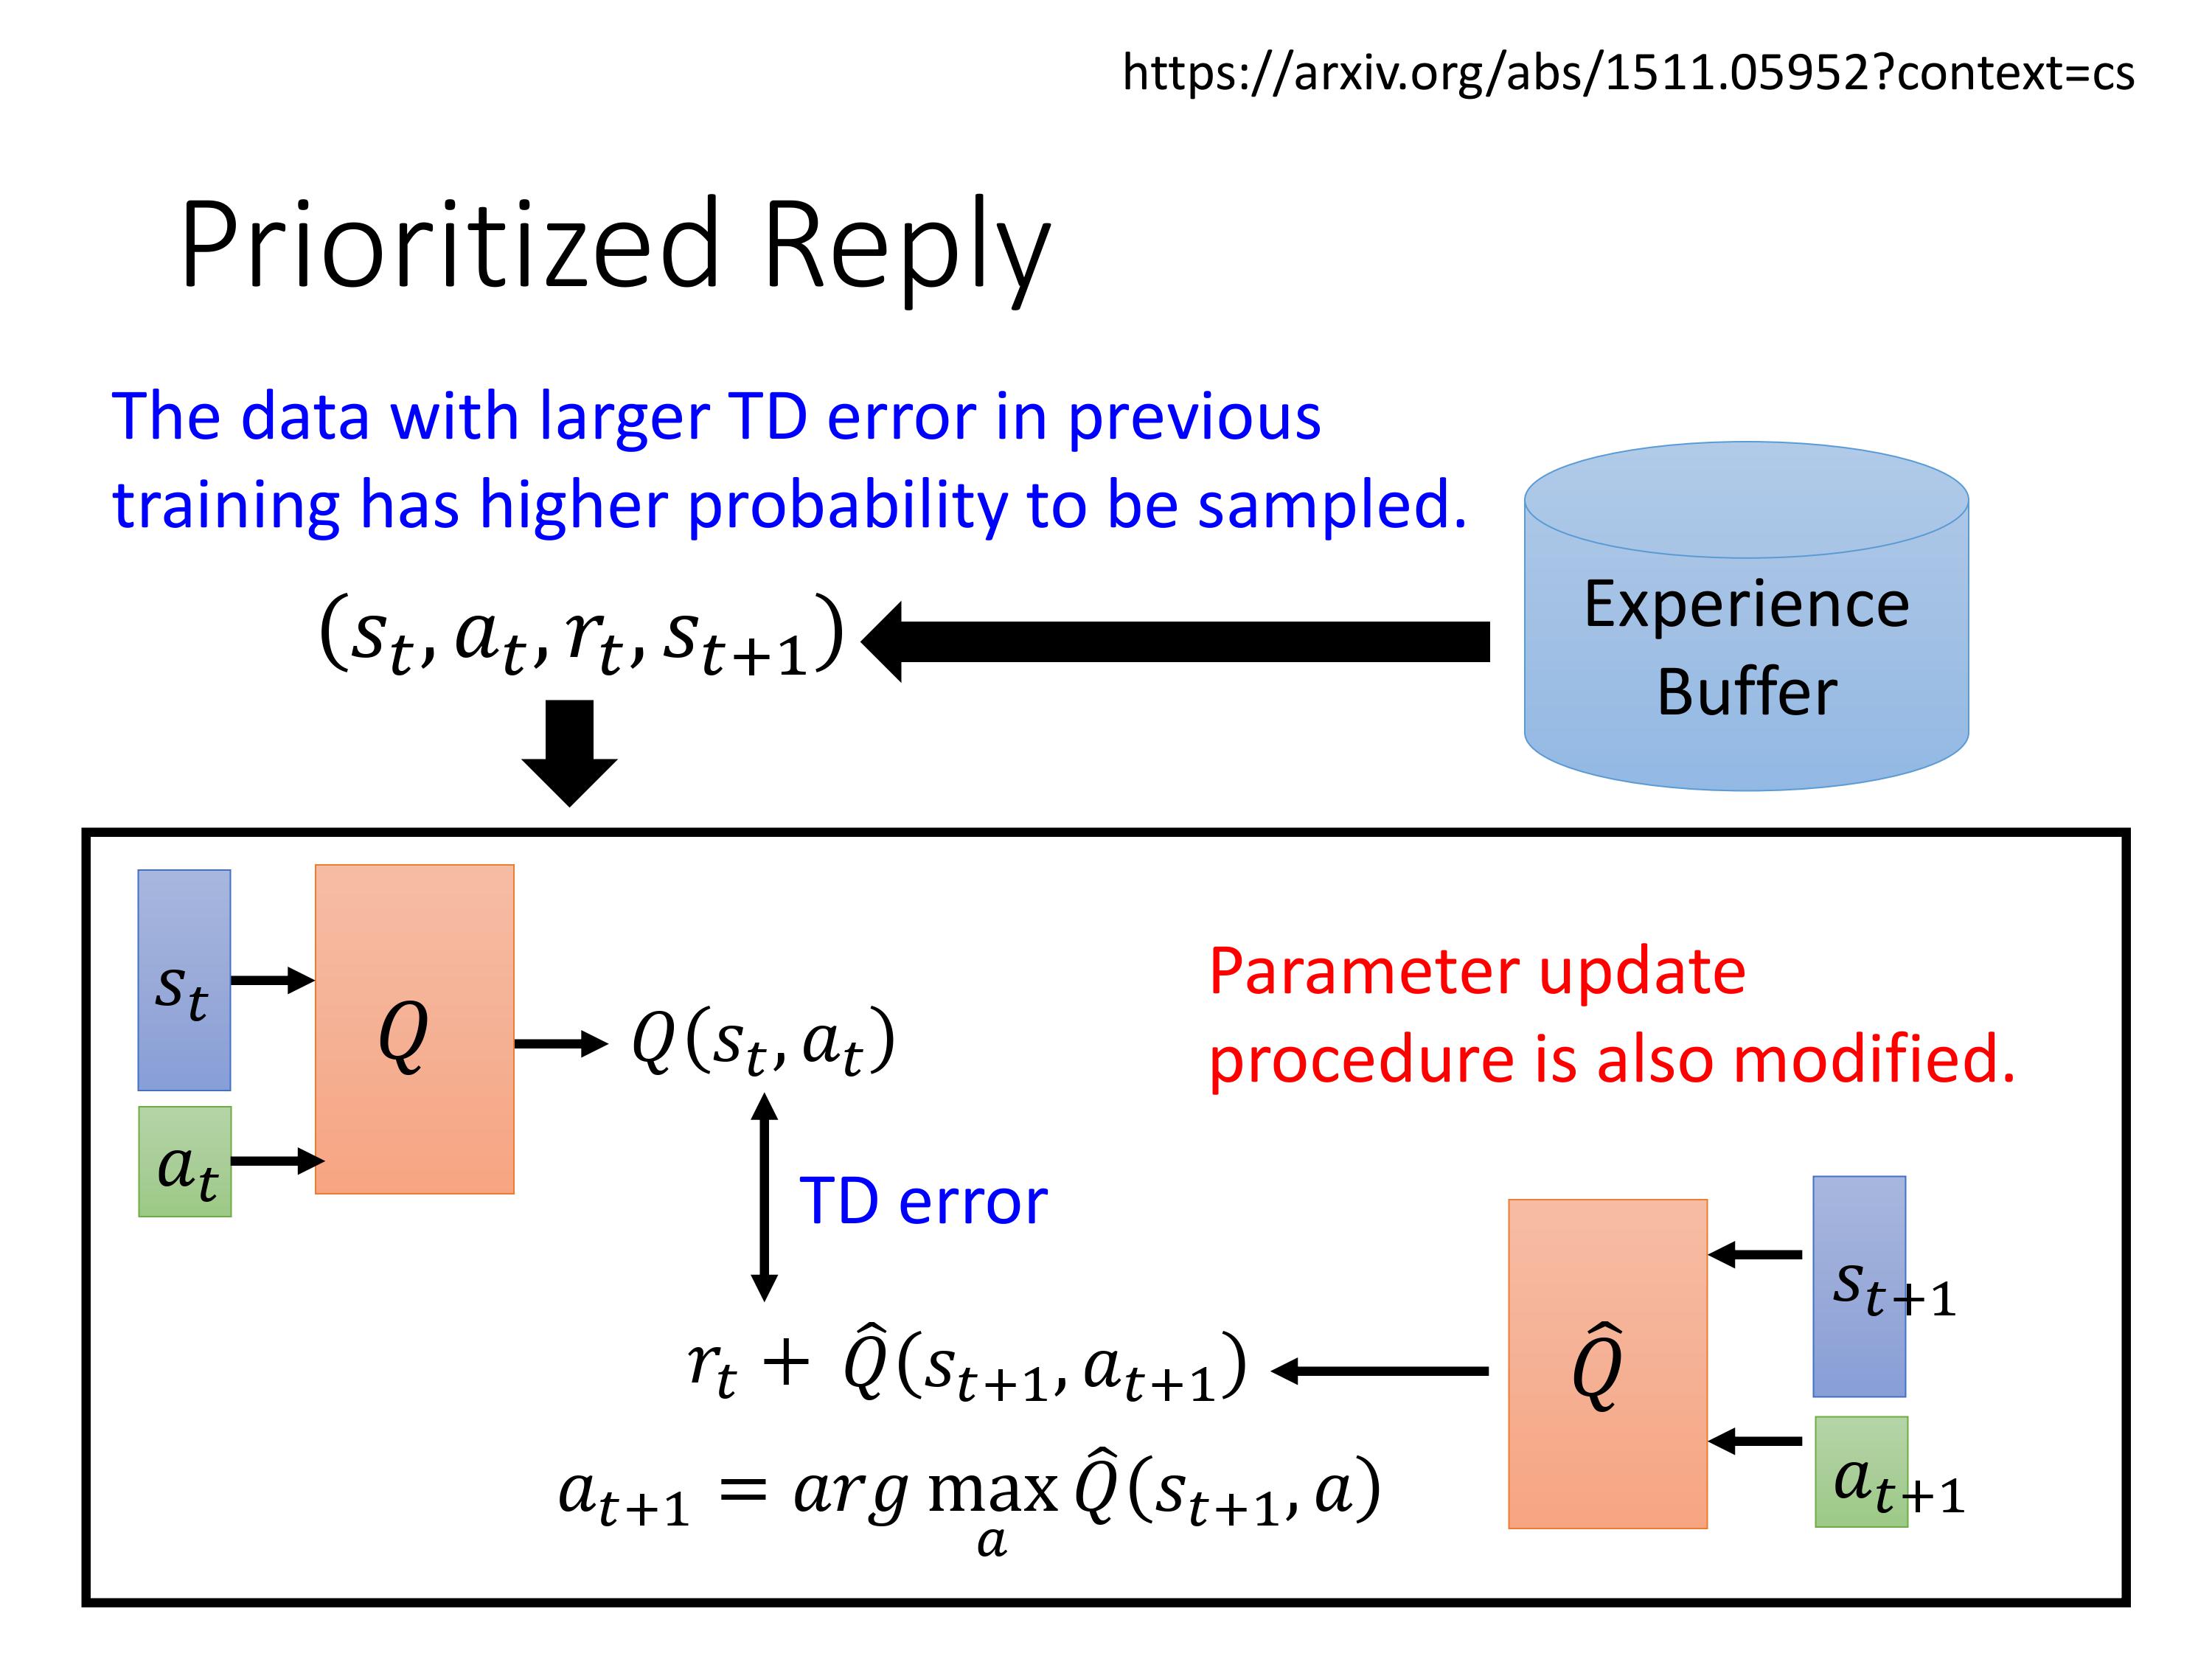 https://arxiv.org/abs/1511.05952?context=cs
Prioritized Reply
The data with larger TD error in previous
training has higher probability to be sampled.
(s_t, a_t, r_t, s_{t+1})
Experience
Buffer
s_t
a_t
Q
Q(s_t, a_t)
Parameter update
procedure is also modified.
TD error
r_t + Q̂(s_{t+1}, a_{t+1})
a_{t+1} = arg max_a Q̂(s_{t+1}, a)
Q̂
s_{t+1}
a_{t+1}